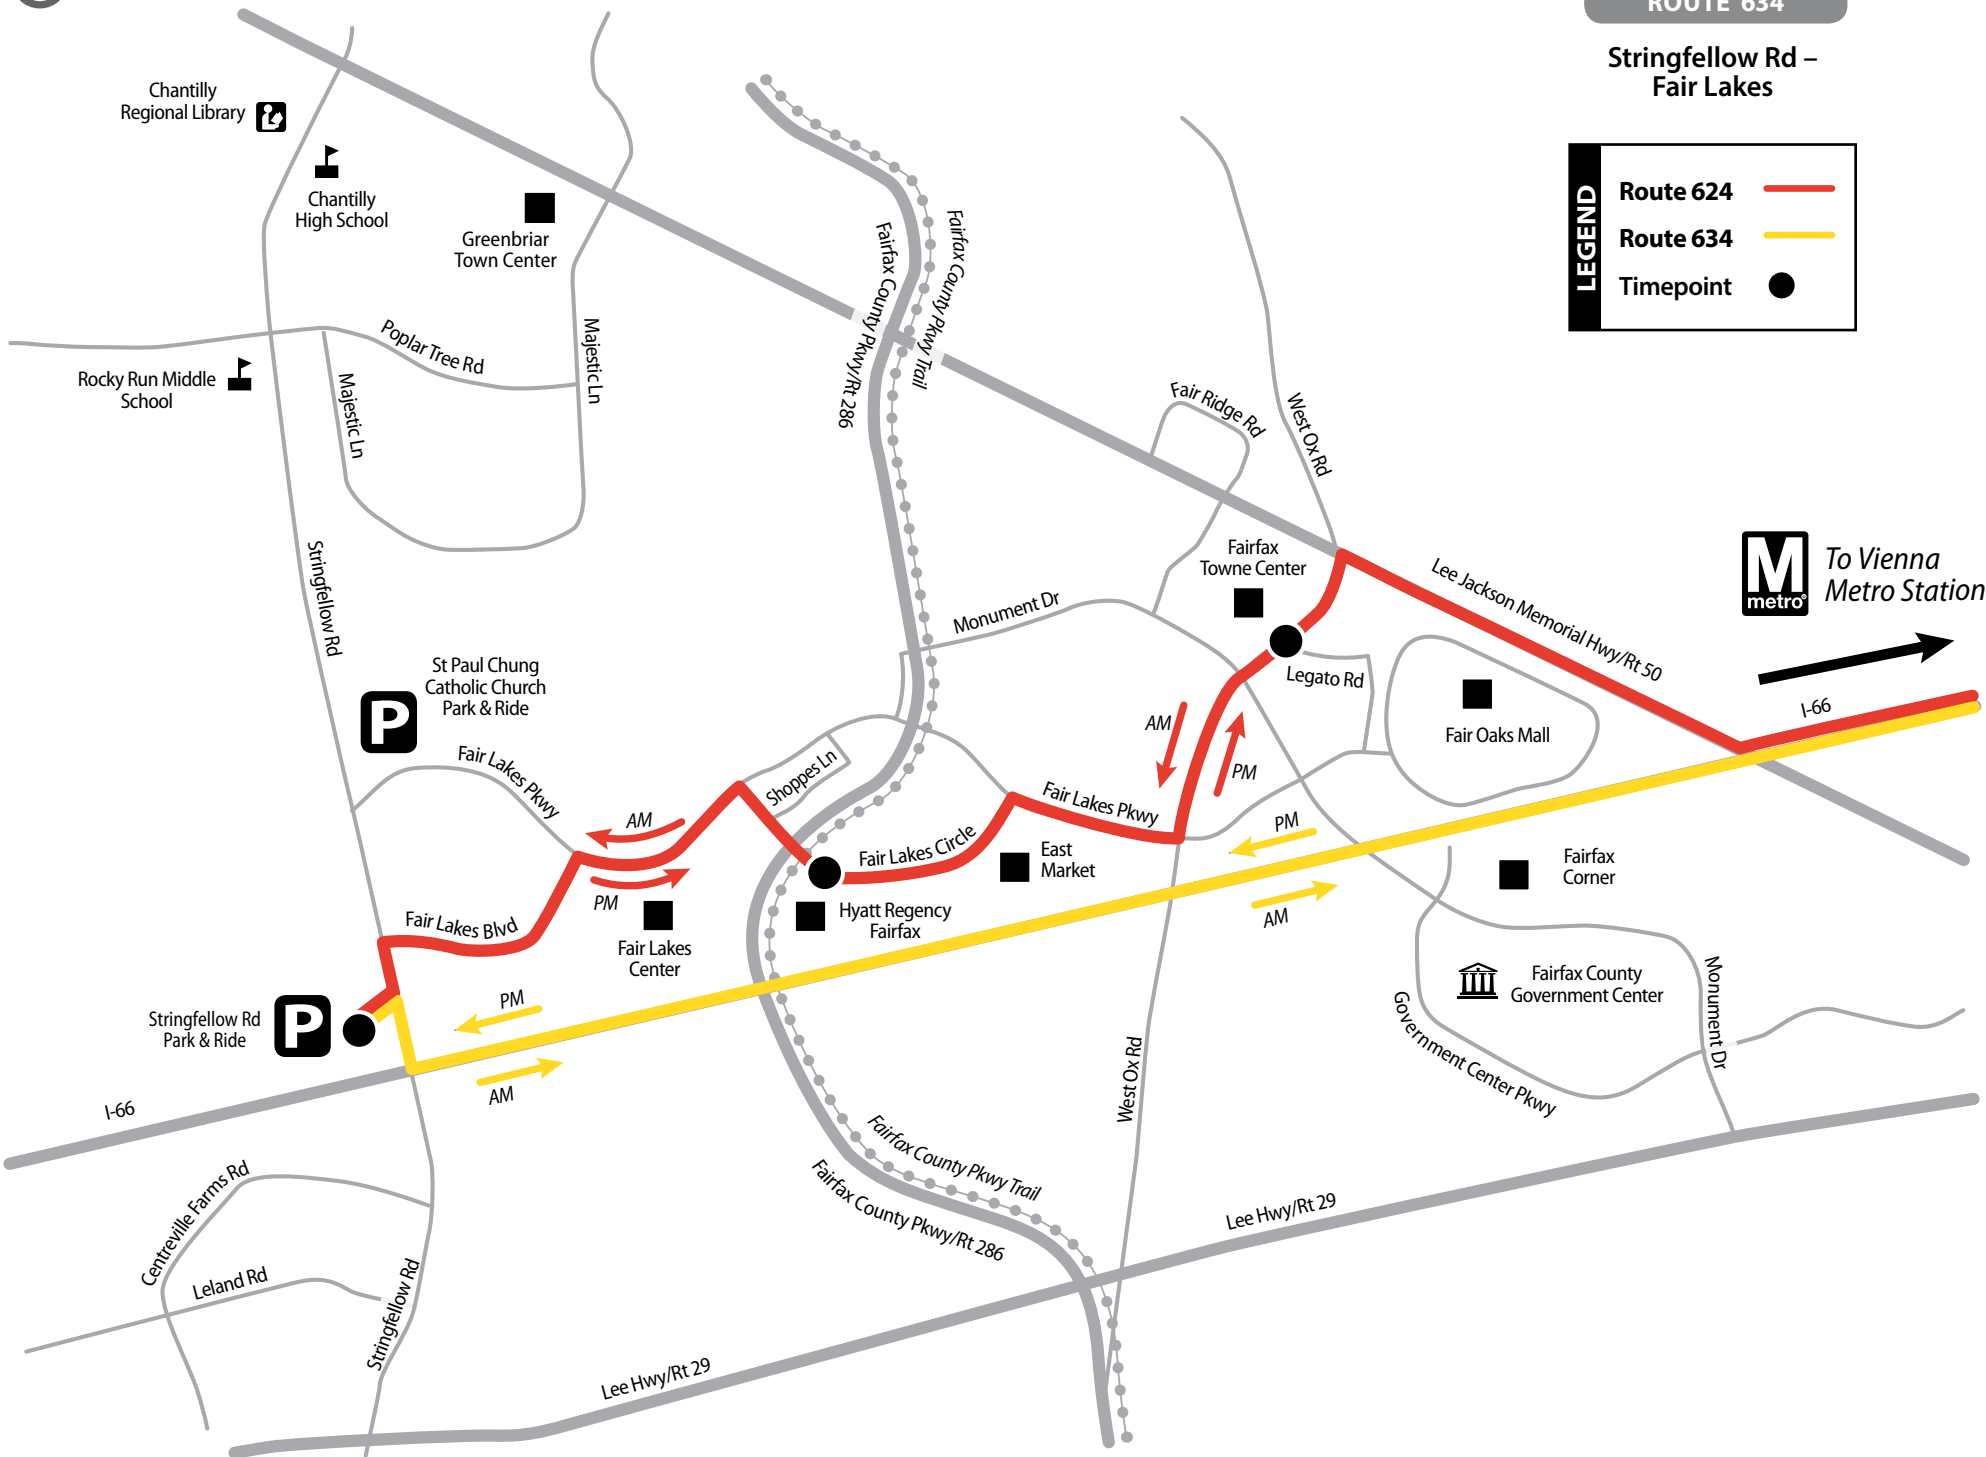 ROUTE 634
Stringfellow Rd –
Fair Lakes
LEGEND
Route 624
Route 634
Timepoint
Chantilly
Regional Library
Chantilly
High School
Greenbriar
Town Center
Fairfax County Pkwy/Rt 286
Fairfax County Pkwy Trail
Poplar Tree Rd
Majestic Ln
Majestic Ln
Rocky Run Middle
School
Fair Ridge Rd
West Ox Rd
Stringfellow Rd
Fairfax
Towne Center
Lee Jackson Memorial Hwy/Rt 50
M
metro
To Vienna
Metro Station
Monument Dr
Legato Rd
St Paul Chung
Catholic Church
Park & Ride
P
Fair Oaks Mall
I-66
AM
PM
Fair Lakes Pkwy
Shoppes Ln
Fair Lakes Pkwy
AM
PM
Fair Lakes Circle
East
Market
PM
AM
Fairfax
Corner
Fair Lakes Blvd
Fair Lakes
Center
Hyatt Regency
Fairfax
Fairfax County
Government Center
Monument Dr
Government Center Pkwy
Stringfellow Rd
Park & Ride
P
PM
AM
I-66
West Ox Rd
Fairfax County Pkwy Trail
Fairfax County Pkwy/Rt 286
Centreville Farms Rd
Leland Rd
Stringfellow Rd
Lee Hwy/Rt 29
Lee Hwy/Rt 29